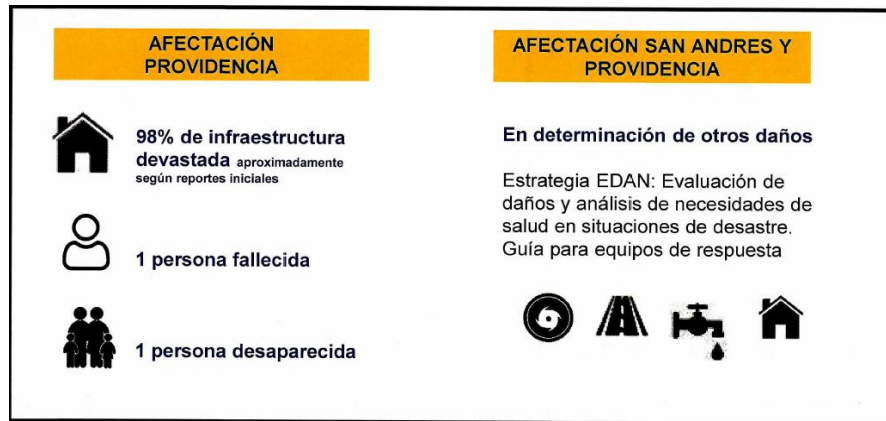 AFECTACIÓN
PROVIDENCIA
98% de infraestructura
devastada aproximadamente
según reportes iniciales
1 persona fallecida
1 persona desaparecida
AFECTACIÓN SAN ANDRES Y
PROVIDENCIA
En determinación de otros daños
Estrategia EDAN: Evaluación de
daños y análisis de necesidades de
salud en situaciones de desastre.
Guía para equipos de respuesta